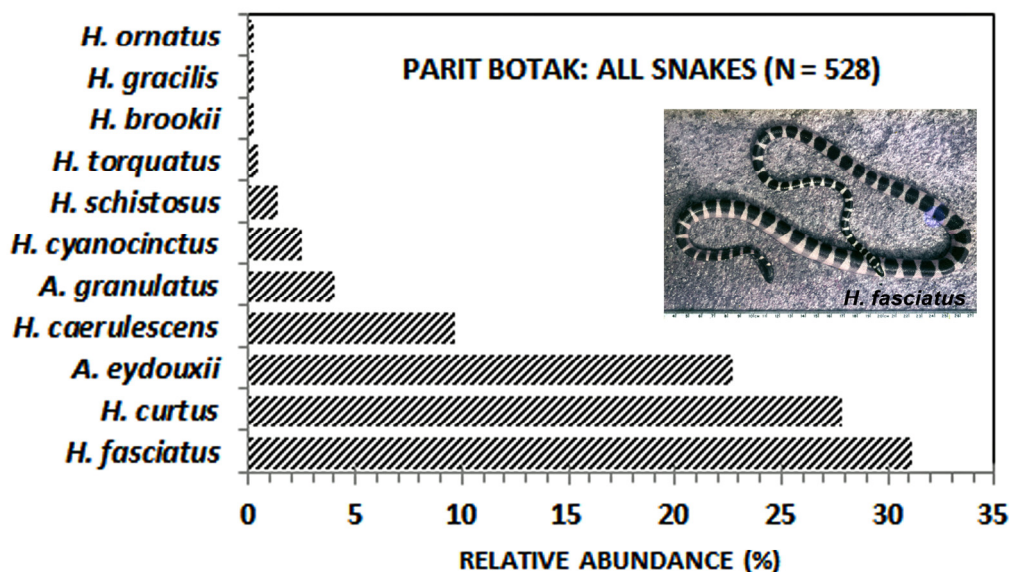 H. ornatus
H. gracilis
H. brookii
H. torquatus
H. schistosus
H. cyanocinctus
A. granulatus
H. caerulescens
A. eydouxii
H. curtus
H. fasciatus
PARIT BOTAK: ALL SNAKES (N = 528)
H. fasciatus
0 5 10 15 20 25 30 35
RELATIVE ABUNDANCE (%)